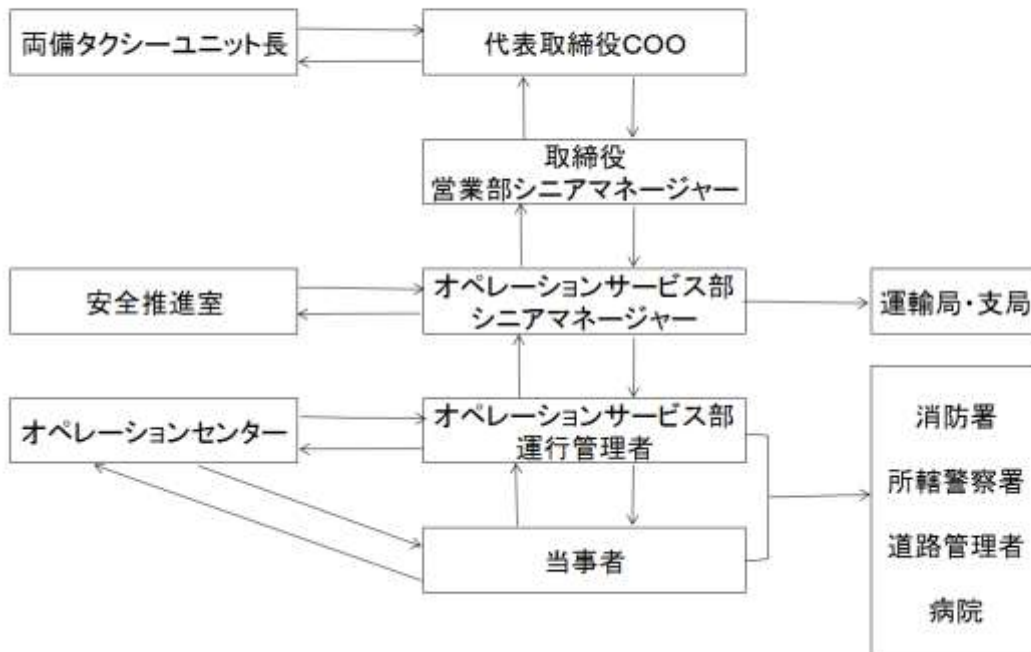 両備タクシーユニット長
代表取締役COO
取締役
営業部シニアマネージャー
安全推進室
オペレーションサービス部
シニアマネージャー
運輸局・支局
オペレーションセンター
オペレーションサービス部
運行管理者
当事者
消防署
所轄警察署
道路管理者
病院